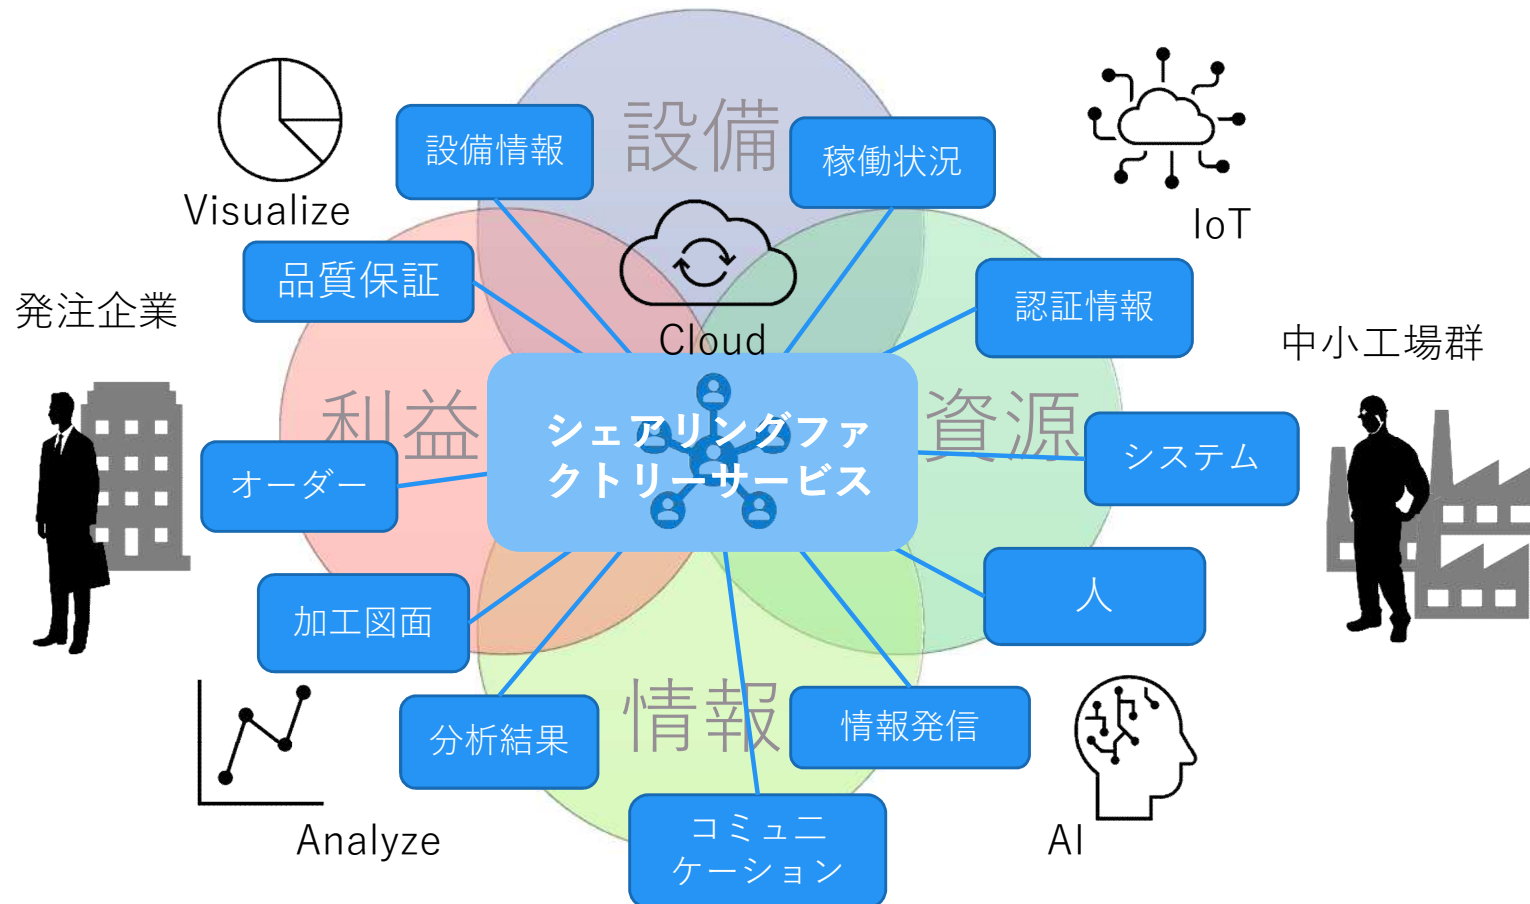 設備
設備情報
稼働状況
Visualize
IoT
品質保証
認証情報
発注企業
Cloud
中小工場群
利益
資源
シェアリングファ
クトリーサービス
オーダー
システム
加工図面
人
情報
分析結果
情報発信
コミュニ
ケーション
Analyze
AI